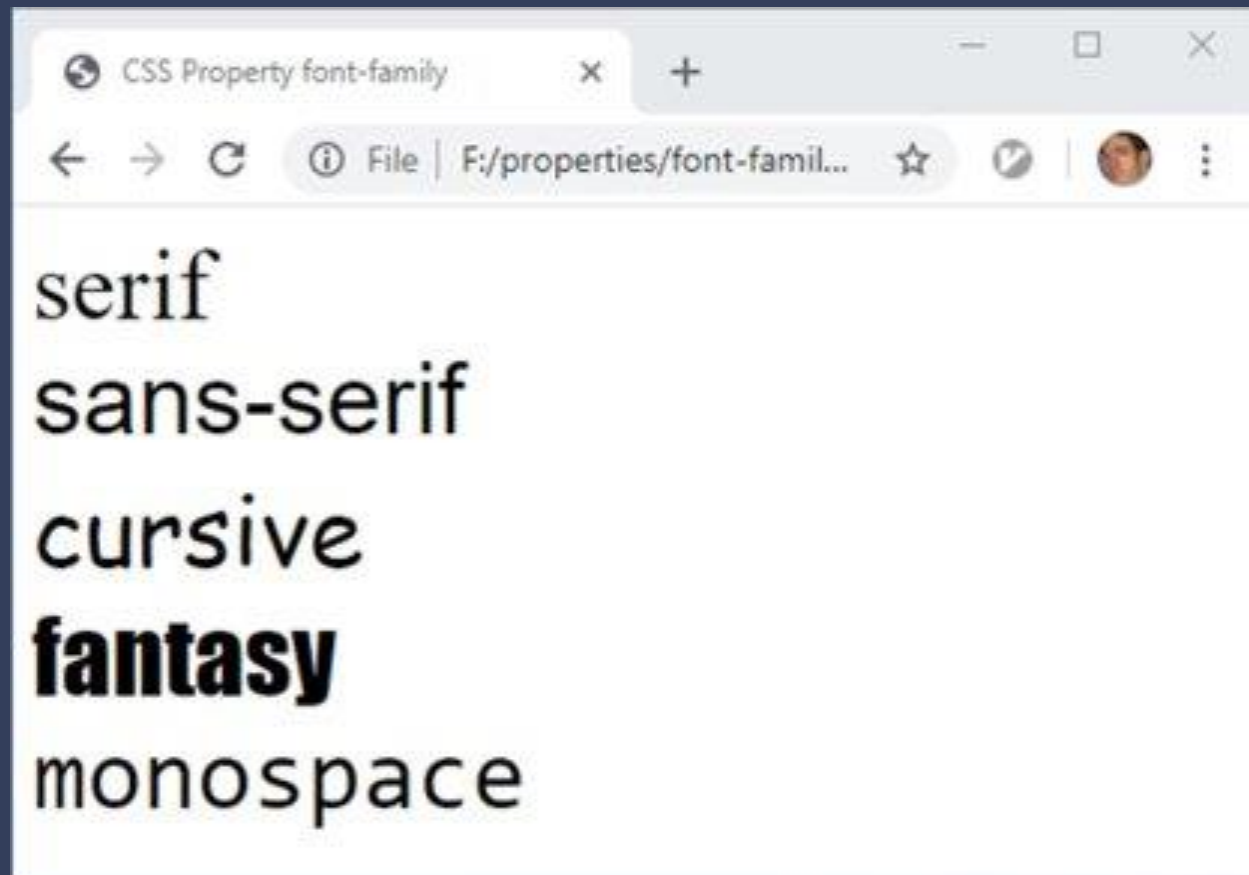 CSS Property font-family
File F:/properties/font-famil...
serif
sans-serif
cursive
fantasy
monospace